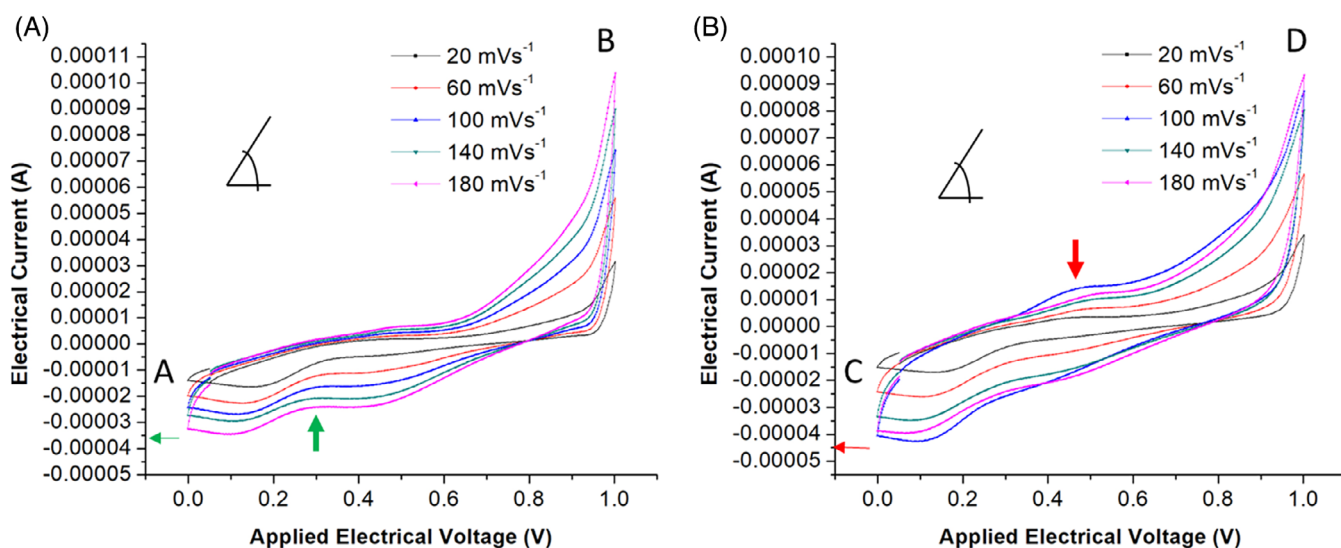 (A)
B
20 mVs⁻¹
60 mVs⁻¹
100 mVs⁻¹
140 mVs⁻¹
180 mVs⁻¹
Electrical Current (A)
0.00011
0.00010
0.00009
0.00008
0.00007
0.00006
0.00005
0.00004
0.00003
0.00002
0.00001
0.00000
-0.00001
-0.00002
-0.00003
-0.00004
-0.00005
A
0.0 0.2 0.4 0.6 0.8 1.0
Applied Electrical Voltage (V)
(B)
D
20 mVs⁻¹
60 mVs⁻¹
100 mVs⁻¹
140 mVs⁻¹
180 mVs⁻¹
Electrical Current (A)
0.00010
0.00009
0.00008
0.00007
0.00006
0.00005
0.00004
0.00003
0.00002
0.00001
0.00000
-0.00001
-0.00002
-0.00003
-0.00004
-0.00005
C
0.0 0.2 0.4 0.6 0.8 1.0
Applied Electrical Voltage (V)